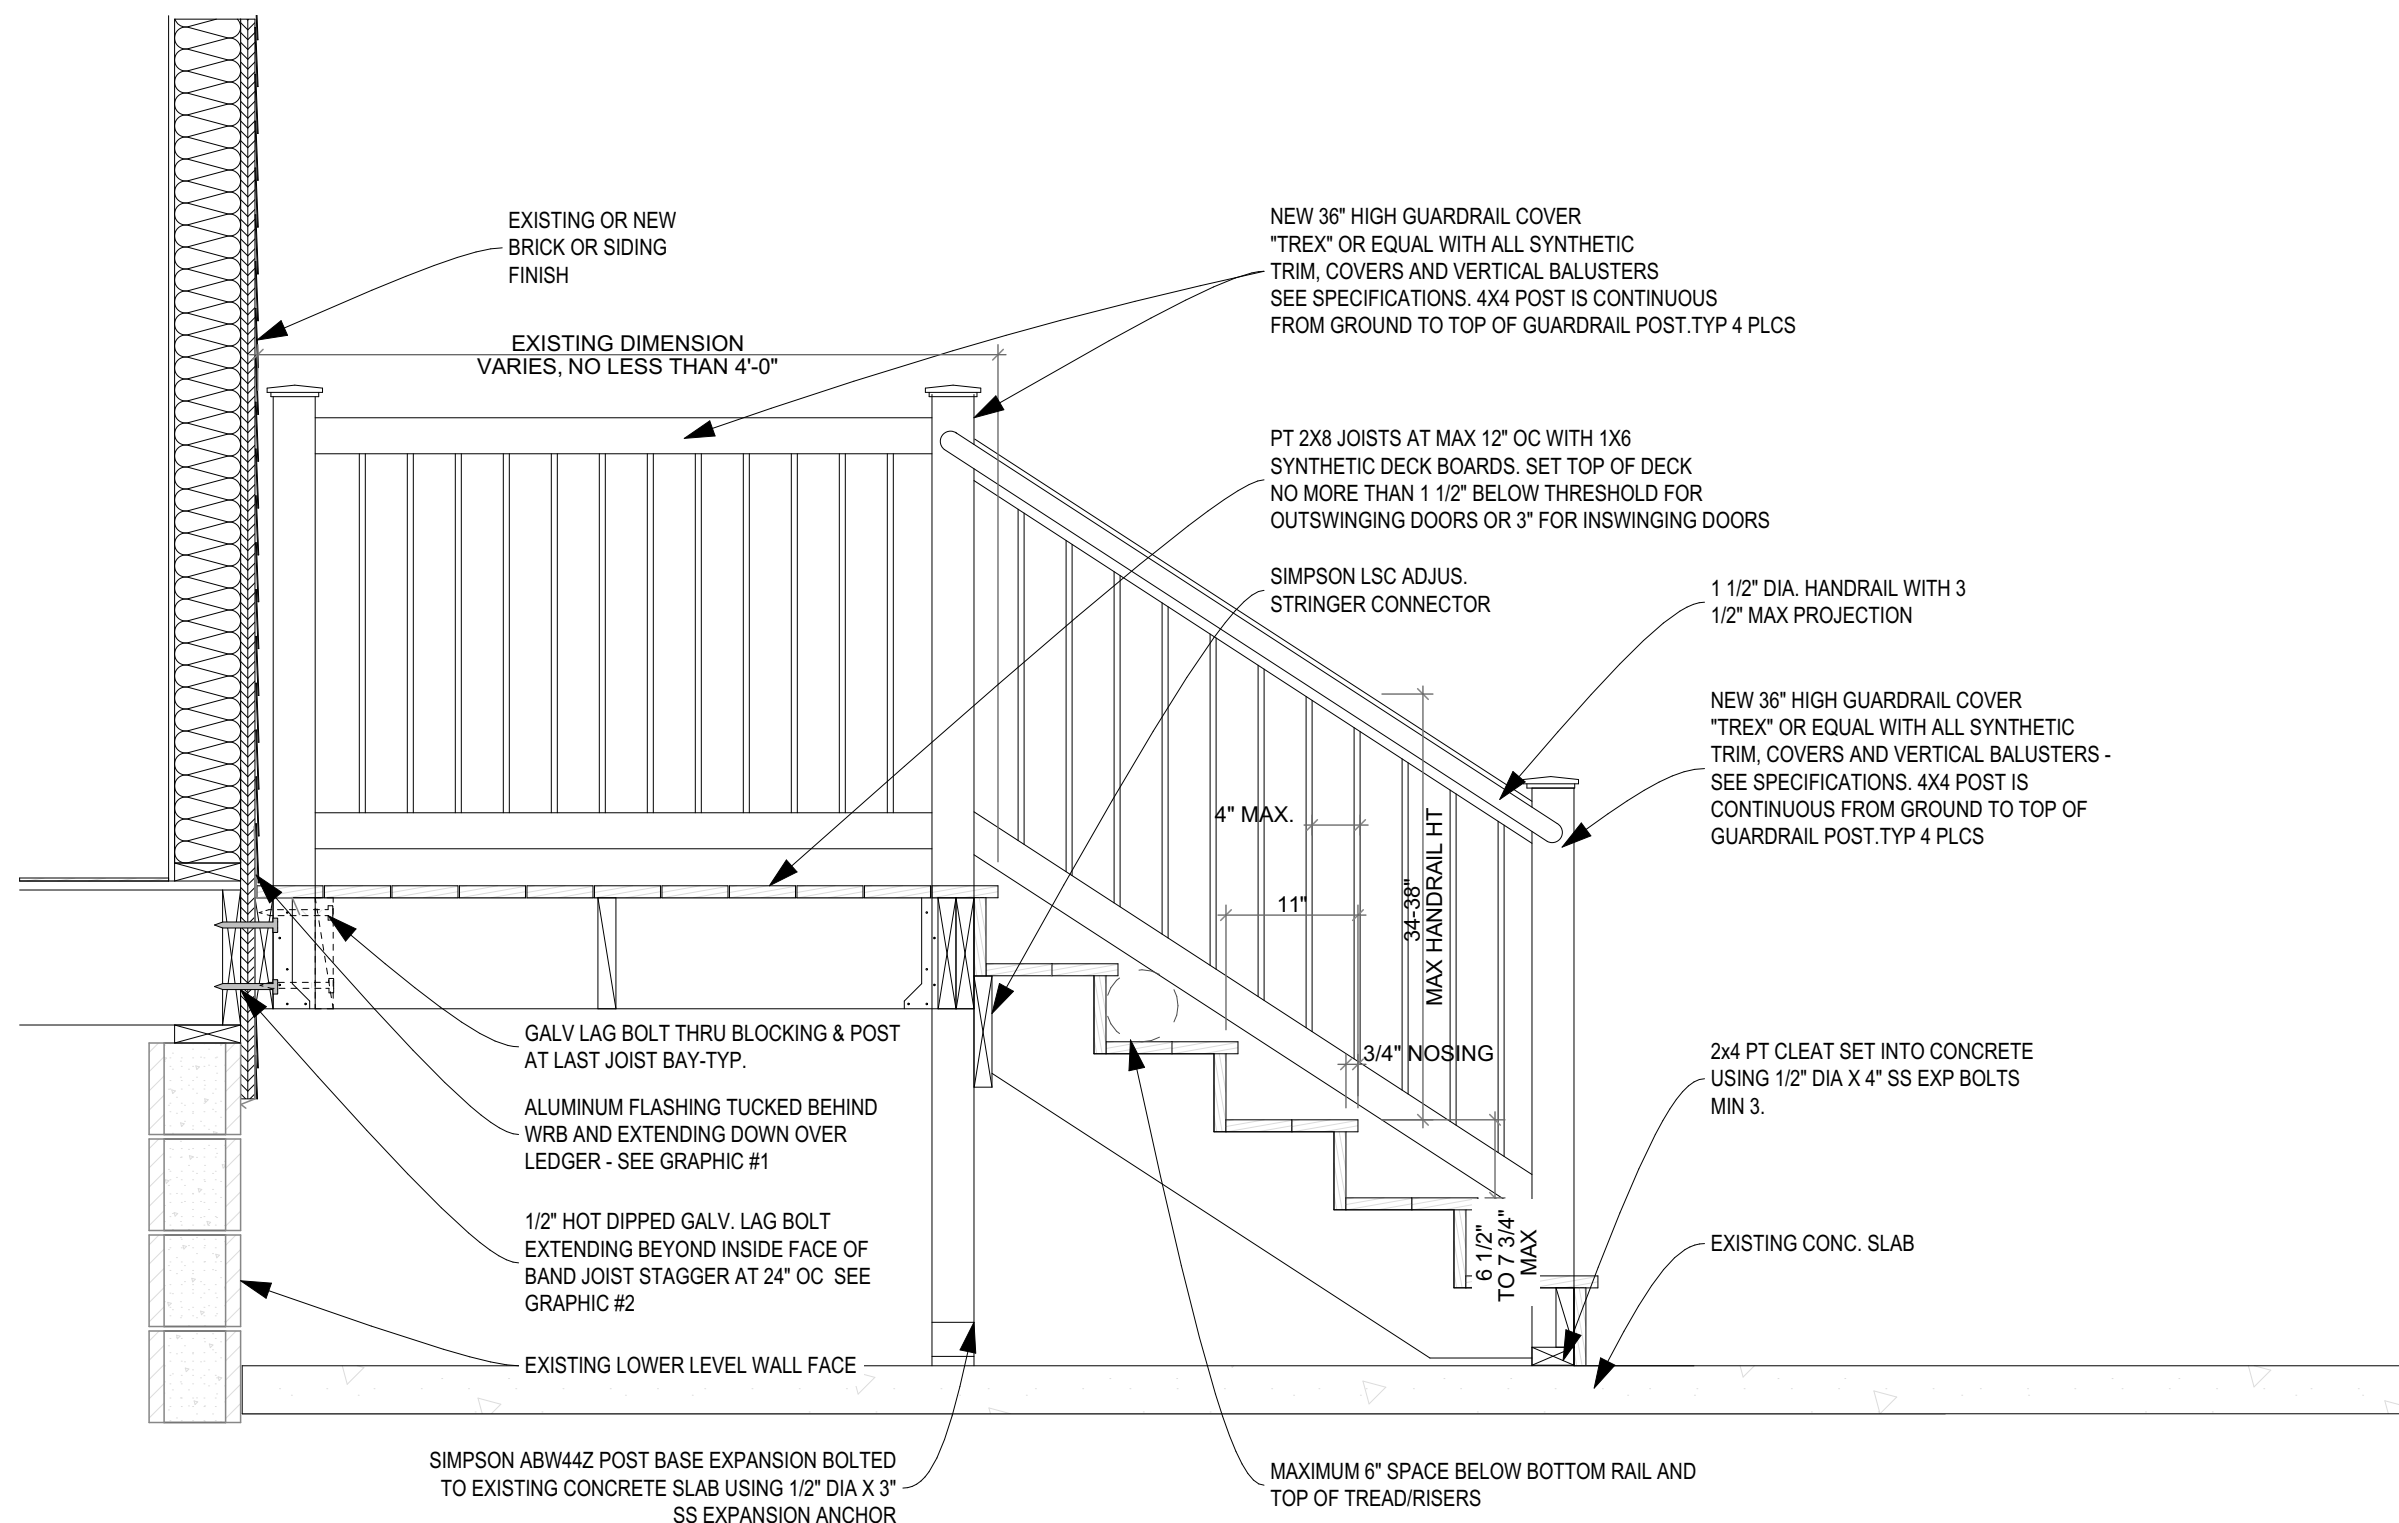 EXISTING OR NEW
BRICK OR SIDING
FINISH
EXISTING DIMENSION
VARIES, NO LESS THAN 4'-0"
NEW 36" HIGH GUARDRAIL COVER
"TREX" OR EQUAL WITH ALL SYNTHETIC
TRIM, COVERS AND VERTICAL BALUSTERS
SEE SPECIFICATIONS. 4X4 POST IS CONTINUOUS
FROM GROUND TO TOP OF GUARDRAIL POST.TYP 4 PLCS
PT 2X8 JOISTS AT MAX 12" OC WITH 1X6
SYNTHETIC DECK BOARDS. SET TOP OF DECK
NO MORE THAN 1 1/2" BELOW THRESHOLD FOR
OUTSWINGING DOORS OR 3" FOR INSWINGING DOORS
SIMPSON LSC ADJUS.
STRINGER CONNECTOR
1 1/2" DIA. HANDRAIL WITH 3
1/2" MAX PROJECTION
NEW 36" HIGH GUARDRAIL COVER
"TREX" OR EQUAL WITH ALL SYNTHETIC
TRIM, COVERS AND VERTICAL BALUSTERS -
SEE SPECIFICATIONS. 4X4 POST IS
CONTINUOUS FROM GROUND TO TOP OF
GUARDRAIL POST.TYP 4 PLCS
4" MAX.
11"
34-38"
MAX HANDRAIL HT
3/4" NOSING
6 1/2"
TO 7 3/4"
MAX
GALV LAG BOLT THRU BLOCKING & POST
AT LAST JOIST BAY-TYP.
ALUMINUM FLASHING TUCKED BEHIND
WRB AND EXTENDING DOWN OVER
LEDGER - SEE GRAPHIC #1
1/2" HOT DIPPED GALV. LAG BOLT
EXTENDING BEYOND INSIDE FACE OF
BAND JOIST STAGGER AT 24" OC SEE
GRAPHIC #2
EXISTING LOWER LEVEL WALL FACE
2x4 PT CLEAT SET INTO CONCRETE
USING 1/2" DIA X 4" SS EXP BOLTS
MIN 3.
EXISTING CONC. SLAB
SIMPSON ABW44Z POST BASE EXPANSION BOLTED
TO EXISTING CONCRETE SLAB USING 1/2" DIA X 3"
SS EXPANSION ANCHOR
MAXIMUM 6" SPACE BELOW BOTTOM RAIL AND
TOP OF TREAD/RISERS